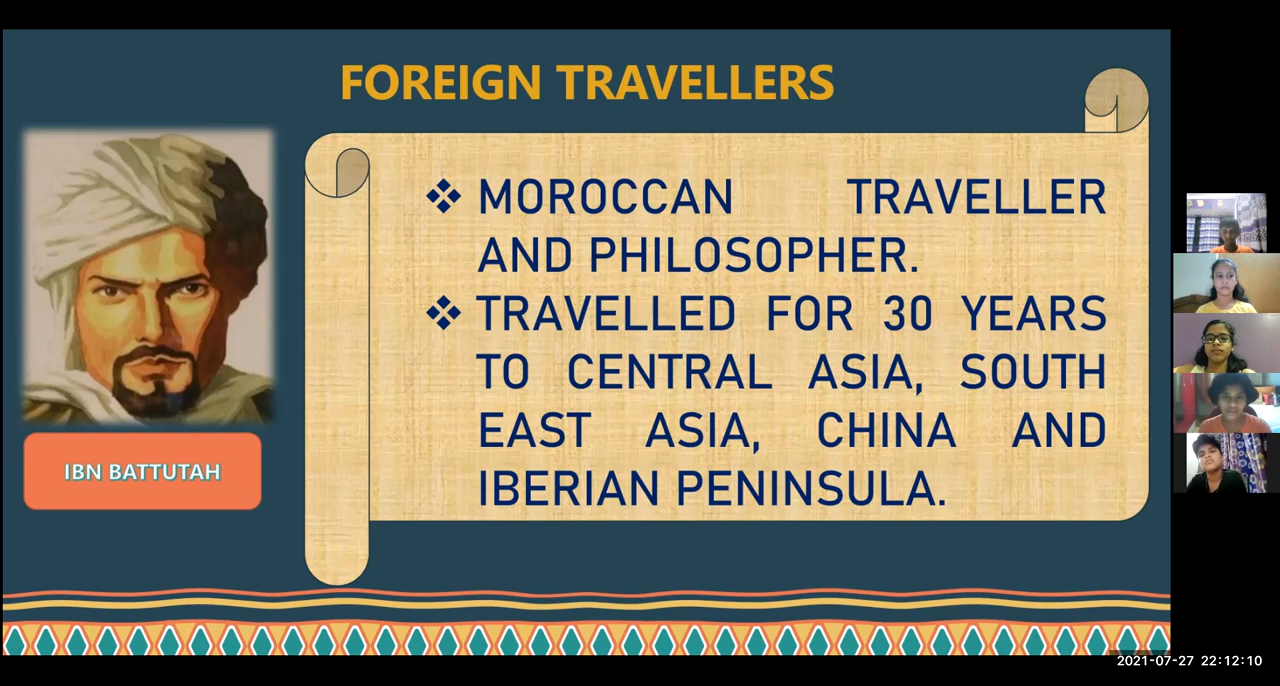 FOREIGN TRAVELLERS
❖ MOROCCAN TRAVELLER
AND PHILOSOPHER.
❖ TRAVELLED FOR 30 YEARS
TO CENTRAL ASIA, SOUTH
EAST ASIA, CHINA AND
IBERIAN PENINSULA.
IBN BATTUTAH
2021-07-27 22:12:10